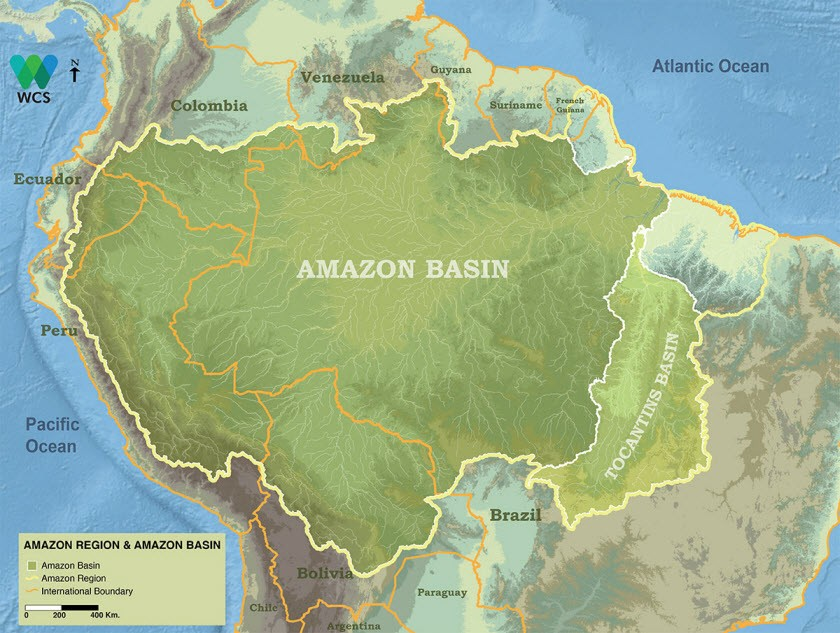 WCS
N
Colombia
Venezuela
Guyana
Suriname
French
Guiana
Atlantic Ocean
Ecuador
AMAZON BASIN
Peru
TOCANTINS BASIN
Pacific
Ocean
Brazil
Bolivia
Paraguay
Chile
Argentina
AMAZON REGION & AMAZON BASIN
Amazon Basin
Amazon Region
International Boundary
0 200 400 Km.